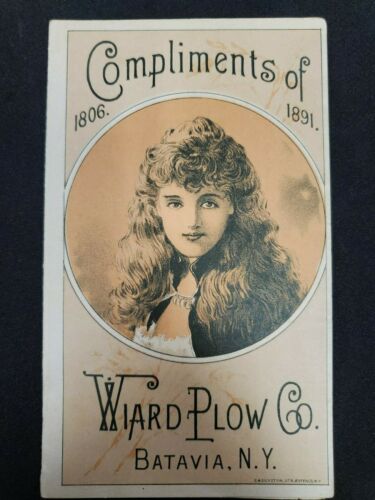 Compliments of
1806. 1891.
Wiard Plow Co.
Batavia, N.Y.